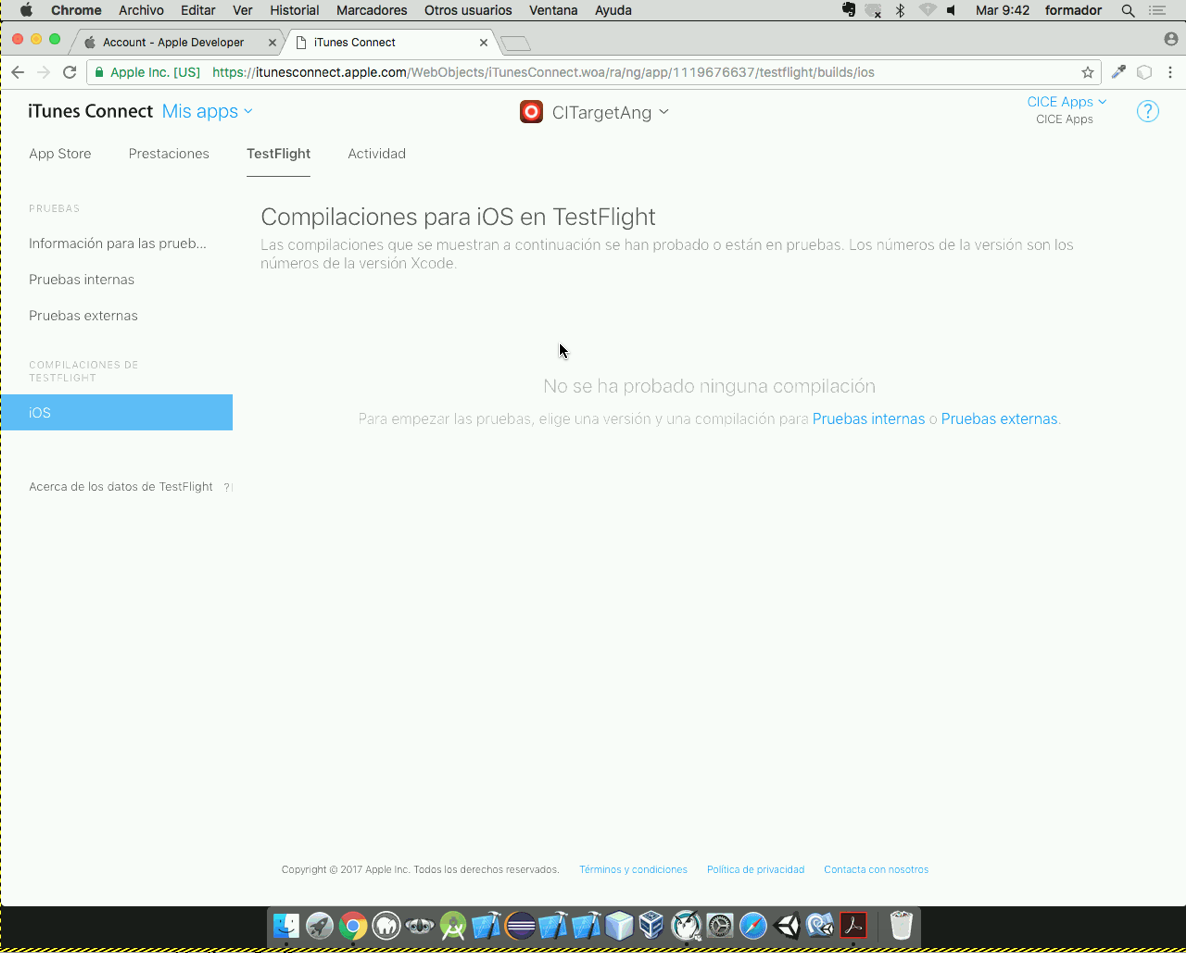 Chrome Archivo Editar Ver Historial Marcadores Otros usuarios Ventana Ayuda Mar 9:42 formador
Account - Apple Developer
iTunes Connect
Apple Inc. [US] https://itunesconnect.apple.com/WebObjects/iTunesConnect.woa/ra/ng/app/1119676637/testflight/builds/ios
iTunes Connect Mis apps
CITargetAng
CICE Apps
CICE Apps
?
App Store Prestaciones TestFlight Actividad
PRUEBAS
Información para las prueb...
Pruebas internas
Pruebas externas
COMPILACIONES DE
TESTFLIGHT
iOS
Acerca de los datos de TestFlight ?
Compilaciones para iOS en TestFlight
Las compilaciones que se muestran a continuación se han probado o están en pruebas. Los números de la versión son los
números de la versión Xcode.
No se ha probado ninguna compilación
Para empezar las pruebas, elige una versión y una compilación para Pruebas internas o Pruebas externas.
Copyright © 2017 Apple Inc. Todos los derechos reservados. Términos y condiciones Política de privacidad Contacta con nosotros